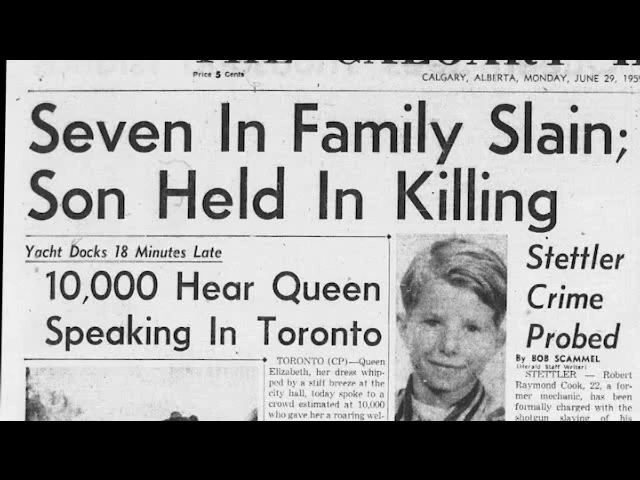 THE CALGARY
Price 5 Cents
CALGARY, ALBERTA, MONDAY, JUNE 29, 195
Seven In Family Slain;
Son Held In Killing
Yacht Docks 18 Minutes Late
10,000 Hear Queen
Speaking In Toronto
TORONTO (CP)—Queen
Elizabeth, her dress whip-
ped by a stiff breeze at the
city hall, today spoke to a
crowd estimated at 10,000
who gave her a roaring wel-
Stettler
Crime
Probed
By BOB SCAMMEL
(Herald Staff Writer)
STETTLER — Robert
Raymond Cook, 22, a for-
mer mechanic, has been
formally charged with the
shotgun slaying of his